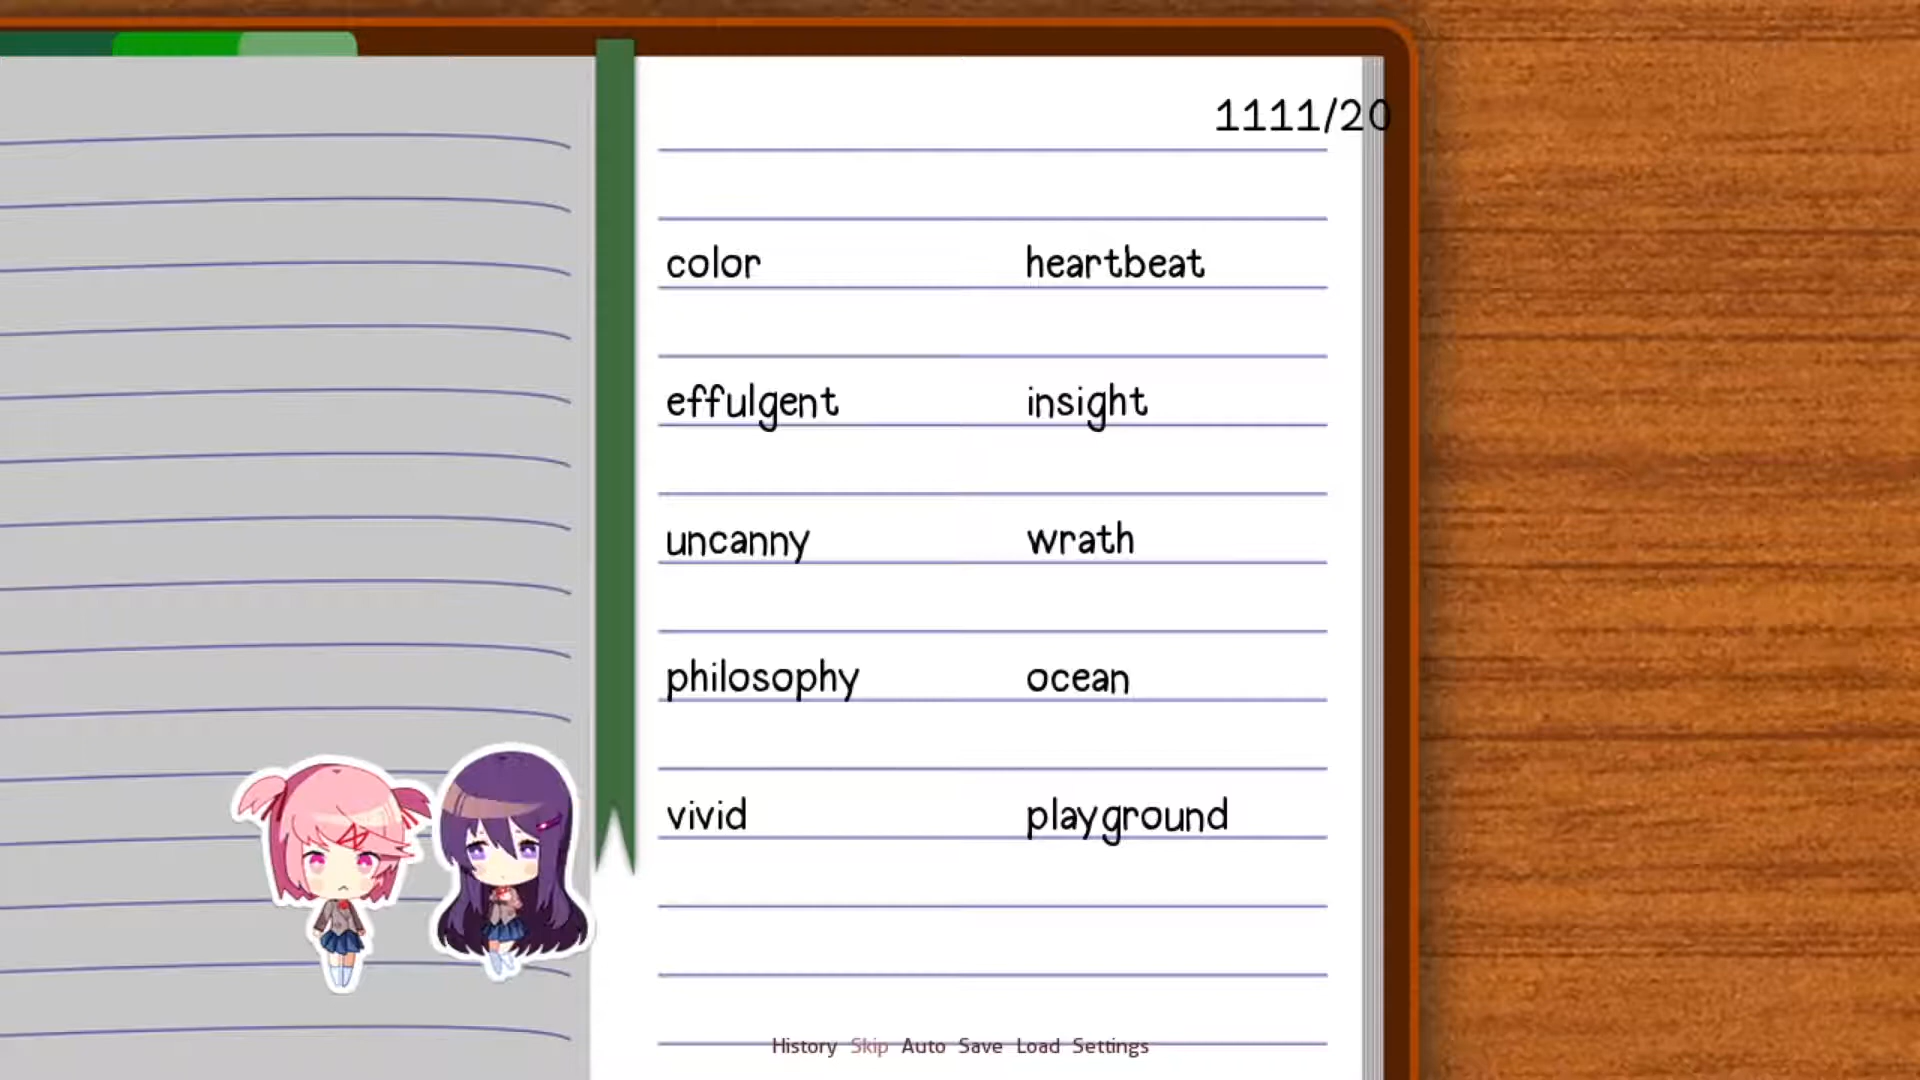 1111/20
color heartbeat
effulgent insight
uncanny wrath
philosophy ocean
vivid playground
History Skip Auto Save Load Settings